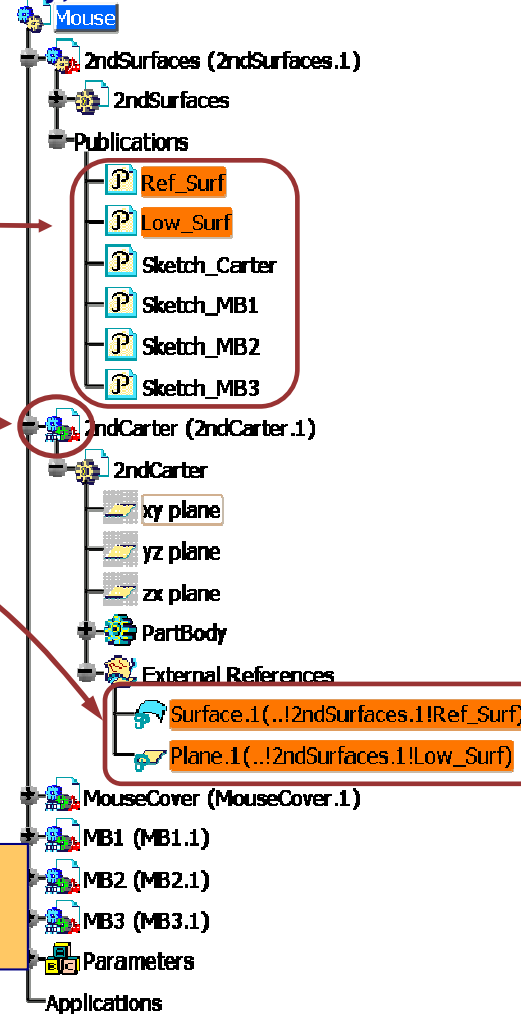 Mouse
2ndSurfaces (2ndSurfaces.1)
2ndSurfaces
Publications
Ref_Surf
Low_Surf
Sketch_Carter
Sketch_MB1
Sketch_MB2
Sketch_MB3
2ndCarter (2ndCarter.1)
2ndCarter
xy plane
yz plane
zx plane
PartBody
External References
Surface.1(..!2ndSurfaces.1!Ref_Surf)
Plane.1(..!2ndSurfaces.1!Low_Surf)
MouseCover (MouseCover.1)
MB1 (MB1.1)
MB2 (MB2.1)
MB3 (MB3.1)
Parameters
Applications